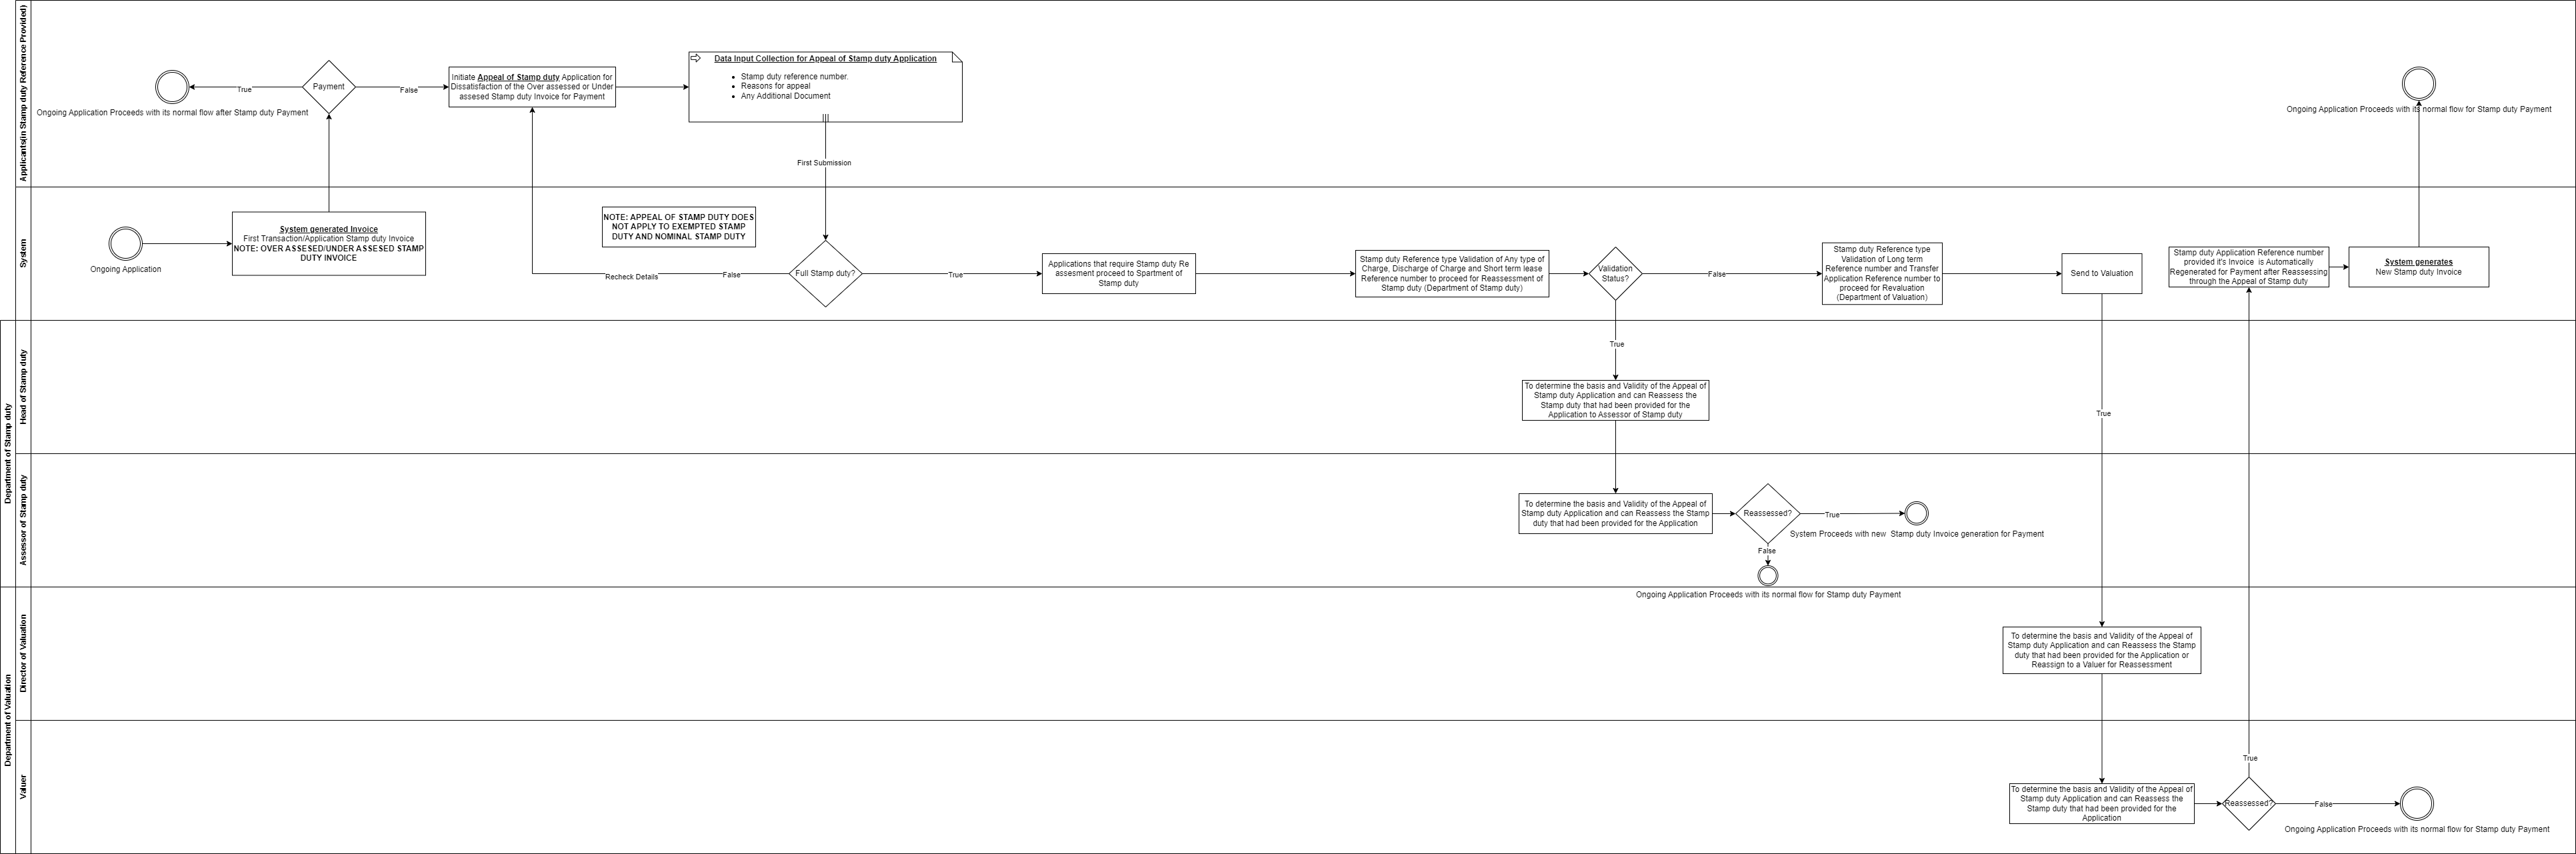 Applicants(in Stamp duty Reference Provided)
Ongoing Application Proceeds with its normal flow after Stamp duty Payment
True
Payment
False
Initiate Appeal of Stamp duty Application for
Dissatisfaction of the Over assessed or Under
assesed Stamp duty Invoice for Payment
Data Input Collection for Appeal of Stamp duty Application
Stamp duty reference number.
Reasons for appeal
Any Additional Document
First Submission
Ongoing Application Proceeds with its normal flow for Stamp duty Payment
System
Ongoing Application
System generated Invoice
First Transaction/Application Stamp duty Invoice
NOTE: OVER ASSESED/UNDER ASSESED STAMP
DUTY INVOICE
NOTE: APPEAL OF STAMP DUTY DOES
NOT APPLY TO EXEMPTED STAMP
DUTY AND NOMINAL STAMP DUTY
Recheck Details
False
Full Stamp duty?
True
Applications that require Stamp duty Re
assesment proceed to Spartment of
Stamp duty
Stamp duty Reference type Validation of Any type of
Charge, Discharge of Charge and Short term lease
Reference number to proceed for Reassessment of
Stamp duty (Department of Stamp duty)
Validation
Status?
False
Stamp duty Reference type
Validation of Long term
Reference number and Transfer
Application Reference number to
proceed for Revaluation
(Department of Valuation)
Send to Valuation
Stamp duty Application Reference number
provided it's Invoice is Automatically
Regenerated for Payment after Reassessing
through the Appeal of Stamp duty
System generates
New Stamp duty Invoice
Department of Stamp duty
Head of Stamp duty
True
To determine the basis and Validity of the Appeal of
Stamp duty Application and can Reassess the
Stamp duty that had been provided for the
Application to Assessor of Stamp duty
True
Assessor of Stamp duty
To determine the basis and Validity of the Appeal of
Stamp duty Application and can Reassess the Stamp
duty that had been provided for the Application
Reassessed?
True
System Proceeds with new Stamp duty Invoice generation for Payment
False
Ongoing Application Proceeds with its normal flow for Stamp duty Payment
Department of Valuation
Director of Valuation
To determine the basis and Validity of the Appeal of
Stamp duty Application and can Reassess the Stamp
duty that had been provided for the Application or
Reassign to a Valuer for Reassessment
Valuer
To determine the basis and Validity of the Appeal of
Stamp duty Application and can Reassess the
Stamp duty that had been provided for the
Application
True
Reassessed?
False
Ongoing Application Proceeds with its normal flow for Stamp duty Payment